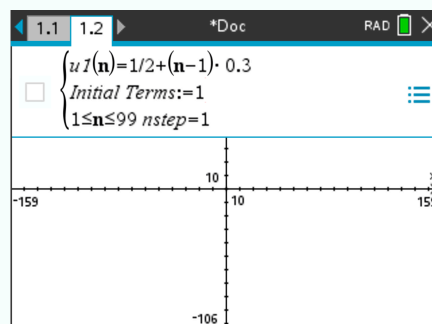 1.1 1.2 *Doc RAD
u1(n)=1/2+(n−1)· 0.3
Initial Terms:=1
1≤n≤99 nstep=1
10
-159 10 15
-106